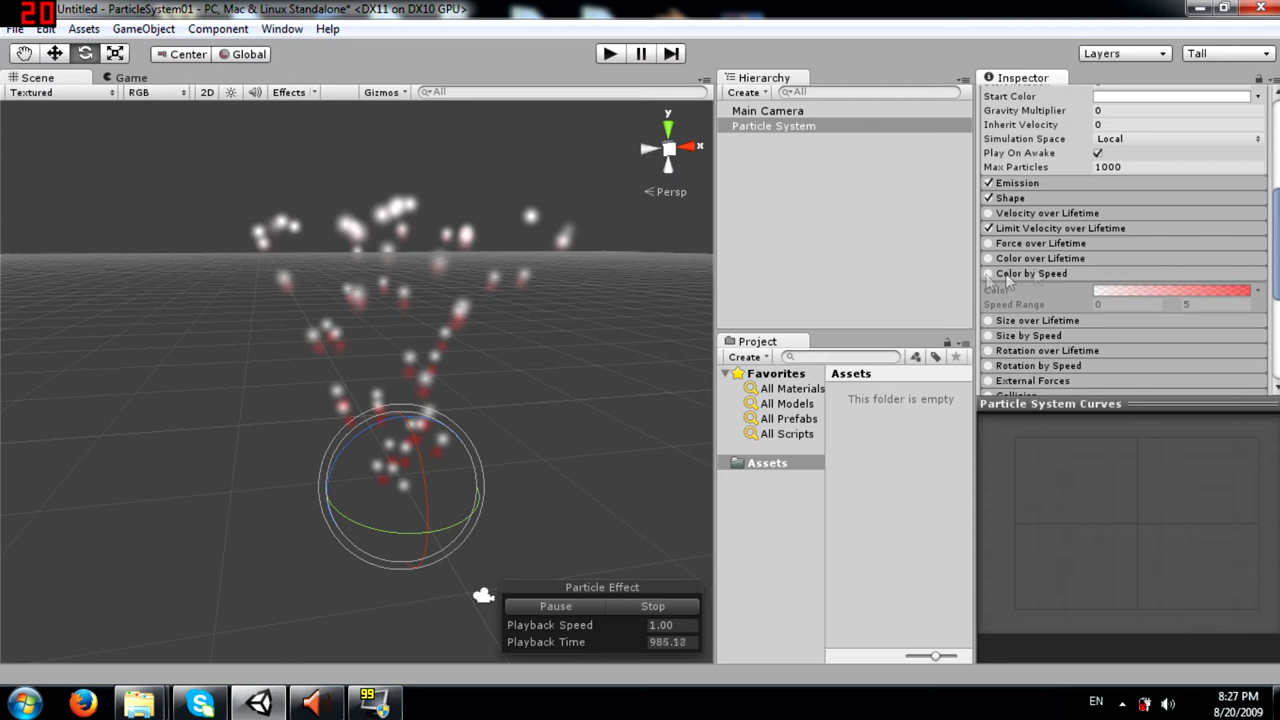 20
Untitled - ParticleSystem01 - PC, Mac & Linux Standalone* <DX11 on DX10 GPU>
File Edit Assets GameObject Component Window Help
Center Global Layers Tall
Scene Game
Textured RGB 2D Effects Gizmos All
y
x
Persp
Particle Effect
Pause Stop
Playback Speed 1.00
Playback Time 985.12
Hierarchy
Create All
Main Camera
Particle System
Project
Create
Favorites
All Materials
All Models
All Prefabs
All Scripts
Assets
Assets
This folder is empty
Inspector
Start Color
Gravity Multiplier 0
Inherit Velocity 0
Simulation Space Local
Play On Awake
Max Particles 1000
Emission
Shape
Velocity over Lifetime
Limit Velocity over Lifetime
Force over Lifetime
Color over Lifetime
Color by Speed
Color
Speed Range 0 5
Size over Lifetime
Size by Speed
Rotation over Lifetime
Rotation by Speed
External Forces
Collision
Particle System Curves
99
EN
8:27 PM
8/20/2009